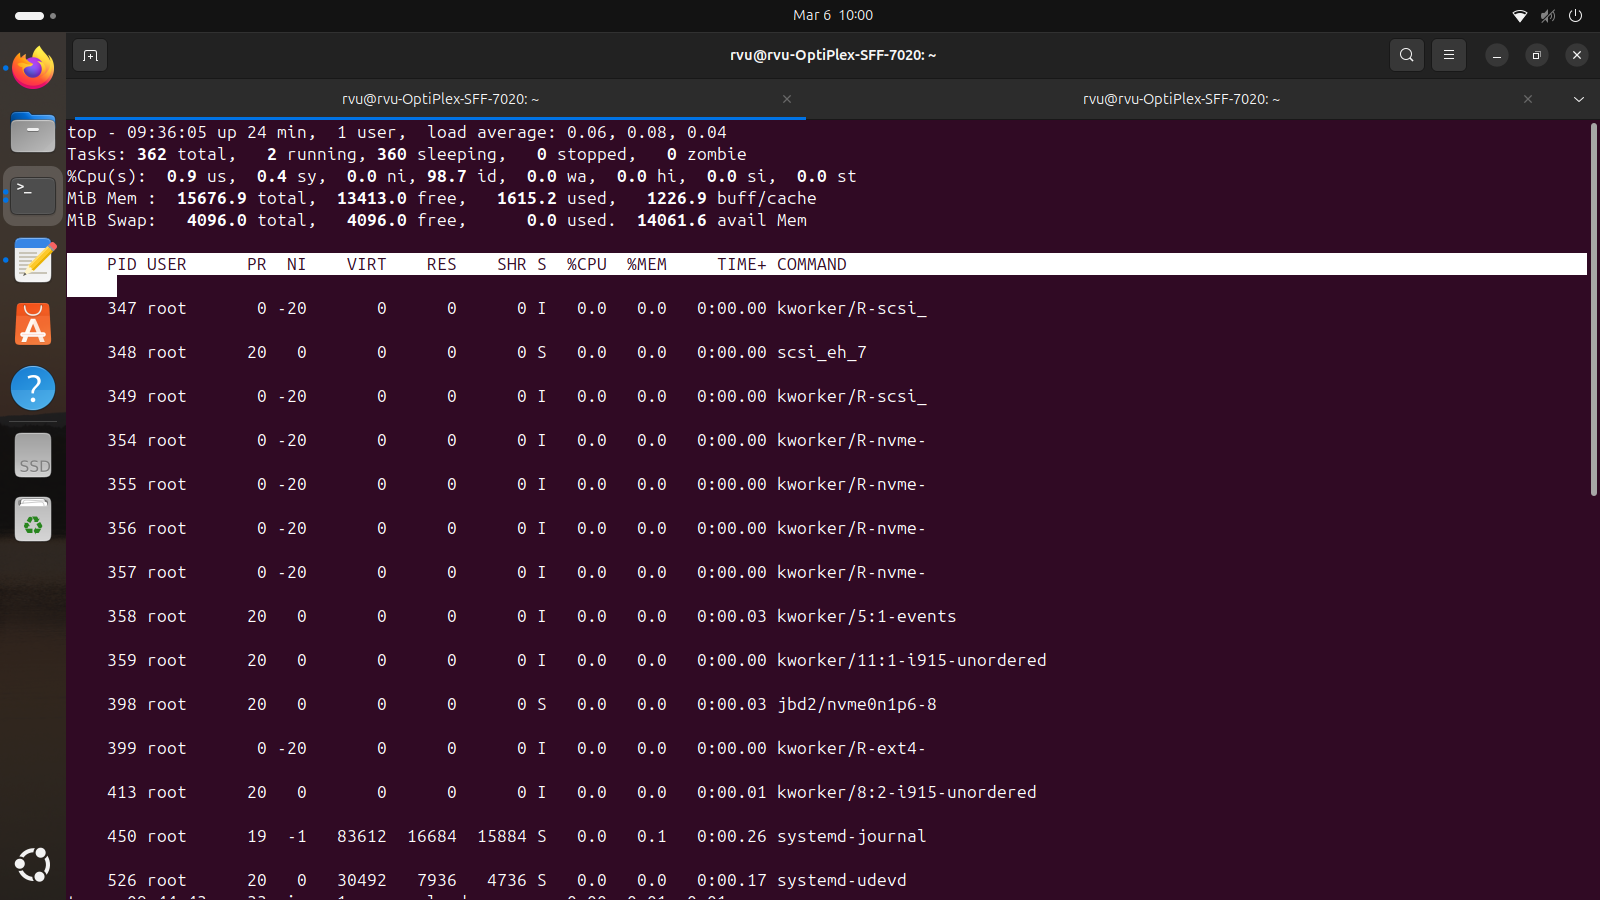 Mar 6 10:00
rvu@rvu-OptiPlex-SFF-7020: ~
rvu@rvu-OptiPlex-SFF-7020: ~ rvu@rvu-OptiPlex-SFF-7020: ~
top - 09:36:05 up 24 min,  1 user,  load average: 0.06, 0.08, 0.04
Tasks: 362 total,   2 running, 360 sleeping,   0 stopped,   0 zombie
%Cpu(s):  0.9 us,  0.4 sy,  0.0 ni, 98.7 id,  0.0 wa,  0.0 hi,  0.0 si,  0.0 st
MiB Mem :  15676.9 total,  13413.0 free,   1615.2 used,   1226.9 buff/cache
MiB Swap:   4096.0 total,   4096.0 free,      0.0 used.  14061.6 avail Mem
PID USER      PR  NI    VIRT    RES    SHR S  %CPU  %MEM     TIME+ COMMAND
347 root       0 -20       0      0      0 I   0.0   0.0   0:00.00 kworker/R-scsi_
348 root      20   0       0      0      0 S   0.0   0.0   0:00.00 scsi_eh_7
349 root       0 -20       0      0      0 I   0.0   0.0   0:00.00 kworker/R-scsi_
354 root       0 -20       0      0      0 I   0.0   0.0   0:00.00 kworker/R-nvme-
355 root       0 -20       0      0      0 I   0.0   0.0   0:00.00 kworker/R-nvme-
356 root       0 -20       0      0      0 I   0.0   0.0   0:00.00 kworker/R-nvme-
357 root       0 -20       0      0      0 I   0.0   0.0   0:00.00 kworker/R-nvme-
358 root      20   0       0      0      0 I   0.0   0.0   0:00.03 kworker/5:1-events
359 root      20   0       0      0      0 I   0.0   0.0   0:00.00 kworker/11:1-i915-unordered
398 root      20   0       0      0      0 S   0.0   0.0   0:00.03 jbd2/nvme0n1p6-8
399 root       0 -20       0      0      0 I   0.0   0.0   0:00.00 kworker/R-ext4-
413 root      20   0       0      0      0 I   0.0   0.0   0:00.01 kworker/8:2-i915-unordered
450 root      19  -1   83612  16684  15884 S   0.0   0.1   0:00.26 systemd-journal
526 root      20   0   30492   7936   4736 S   0.0   0.0   0:00.17 systemd-udevd
SSD